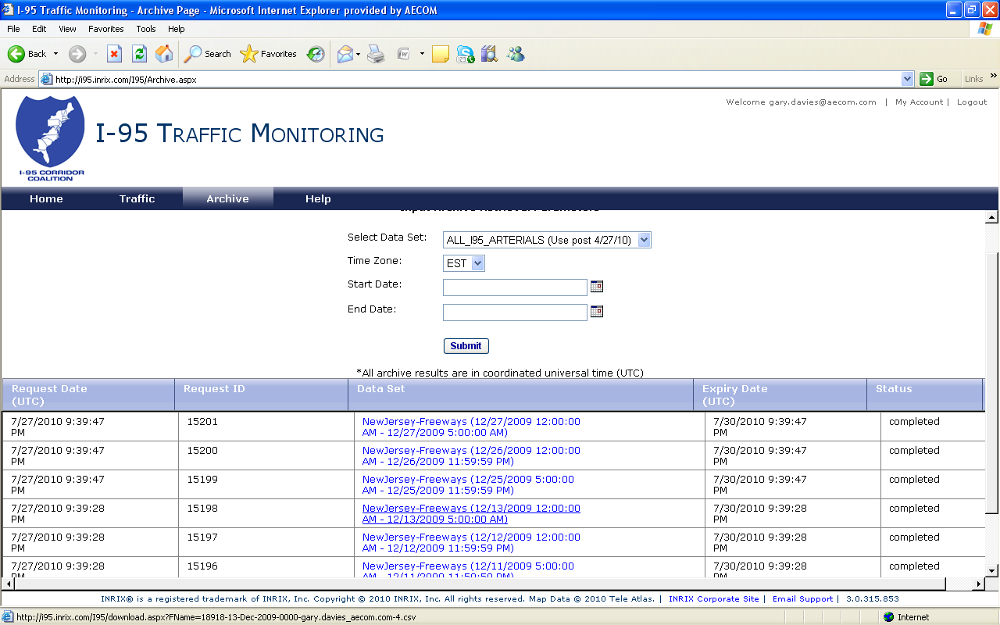 I-95 Traffic Monitoring - Archive Page - Microsoft Internet Explorer provided by AECOM
File Edit View Favorites Tools Help
Back Search Favorites
Address http://i95.inrix.com/I95/Archive.aspx Go Links »
Welcome gary.davies@aecom.com | My Account | Logout
I-95 TRAFFIC MONITORING
I-95 CORRIDOR
COALITION
Home Traffic Archive Help
Input Archive Retrieval Parameters
Select Data Set: ALL_I95_ARTERIALS (Use post 4/27/10)
Time Zone: EST
Start Date:
End Date:
Submit
*All archive results are in coordinated universal time (UTC)
Request Date Request ID Data Set Expiry Date Status
(UTC) (UTC)
7/27/2010 9:39:47 15201 NewJersey-Freeways (12/27/2009 12:00:00 7/30/2010 9:39:47 completed
PM AM - 12/27/2009 5:00:00 AM) PM
7/27/2010 9:39:47 15200 NewJersey-Freeways (12/26/2009 12:00:00 7/30/2010 9:39:47 completed
PM AM - 12/26/2009 11:59:59 PM) PM
7/27/2010 9:39:47 15199 NewJersey-Freeways (12/25/2009 5:00:00 7/30/2010 9:39:47 completed
PM AM - 12/25/2009 11:59:59 PM) PM
7/27/2010 9:39:28 15198 NewJersey-Freeways (12/13/2009 12:00:00 7/30/2010 9:39:28 completed
PM AM - 12/13/2009 5:00:00 AM) PM
7/27/2010 9:39:28 15197 NewJersey-Freeways (12/12/2009 12:00:00 7/30/2010 9:39:28 completed
PM AM - 12/12/2009 11:59:59 PM) PM
7/27/2010 9:39:28 15196 NewJersey-Freeways (12/11/2009 5:00:00 7/30/2010 9:39:28 completed
PM AM - 12/11/2009 11:59:59 PM) PM
INRIX® is a registered trademark of INRIX, Inc. Copyright © 2010 INRIX, Inc. All rights reserved. Map Data © 2010 Tele Atlas. | INRIX Corporate Site | Email Support | 3.0.315.853
http://i95.inrix.com/I95/download.aspx?FName=18918-13-Dec-2009-0000-gary.davies_aecom.com-4.csv Internet